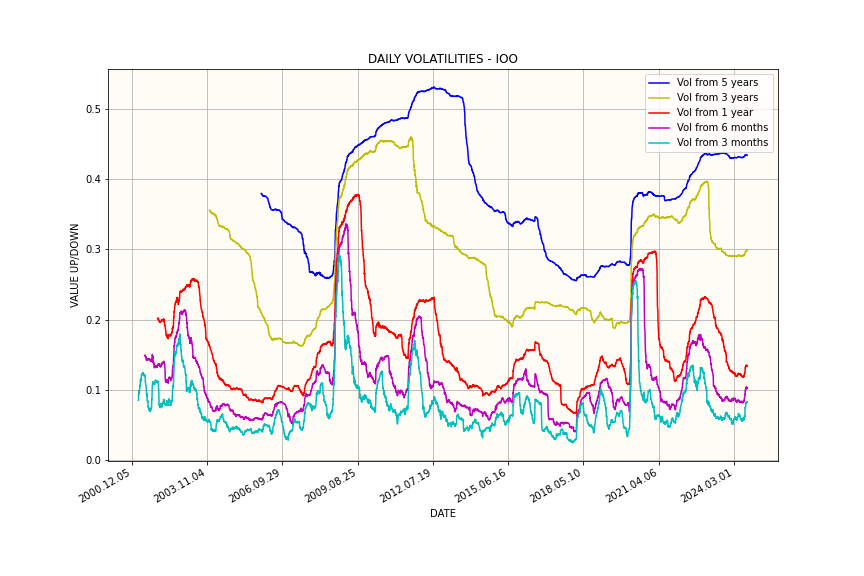 DAILY VOLATILITIES - IOO
Vol from 5 years
Vol from 3 years
Vol from 1 year
Vol from 6 months
Vol from 3 months
VALUE UP/DOWN
0.5
0.4
0.3
0.2
0.1
0.0
2000.12.05
2003.11.04
2006.09.29
2009.08.25
2012.07.19
2015.06.16
2018.05.10
2021.04.06
2024.03.01
DATE